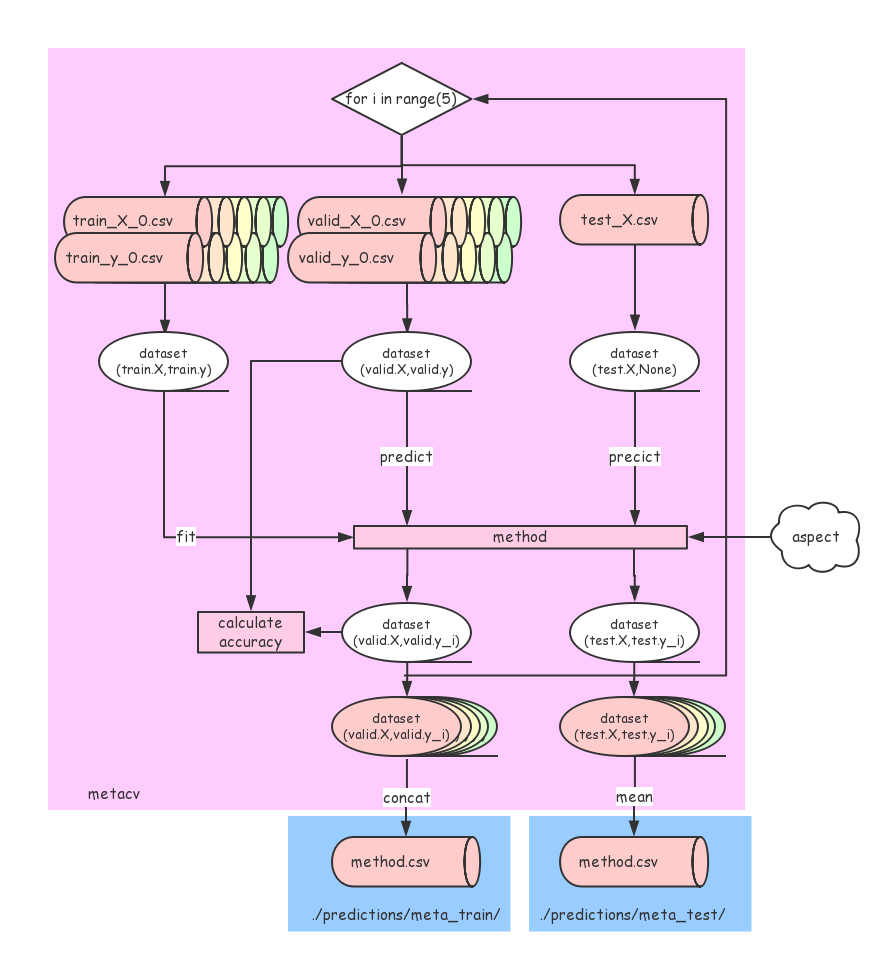 for i in range(5)
train_X_0.csv
valid_X_0.csv
test_X.csv
train_y_0.csv
valid_y_0.csv
dataset
(train.X,train.y)
dataset
(valid.X,valid.y)
dataset
(test.X,None)
predict
precict
fit
method
aspect
calculate
accuracy
dataset
(valid.X,valid.y_i)
dataset
(test.X,test.y_i)
dataset
(valid.X,valid.y_i)
dataset
(test.X,test.y_i)
metacv
concat
mean
method.csv
method.csv
./predictions/meta_train/
./predictions/meta_test/